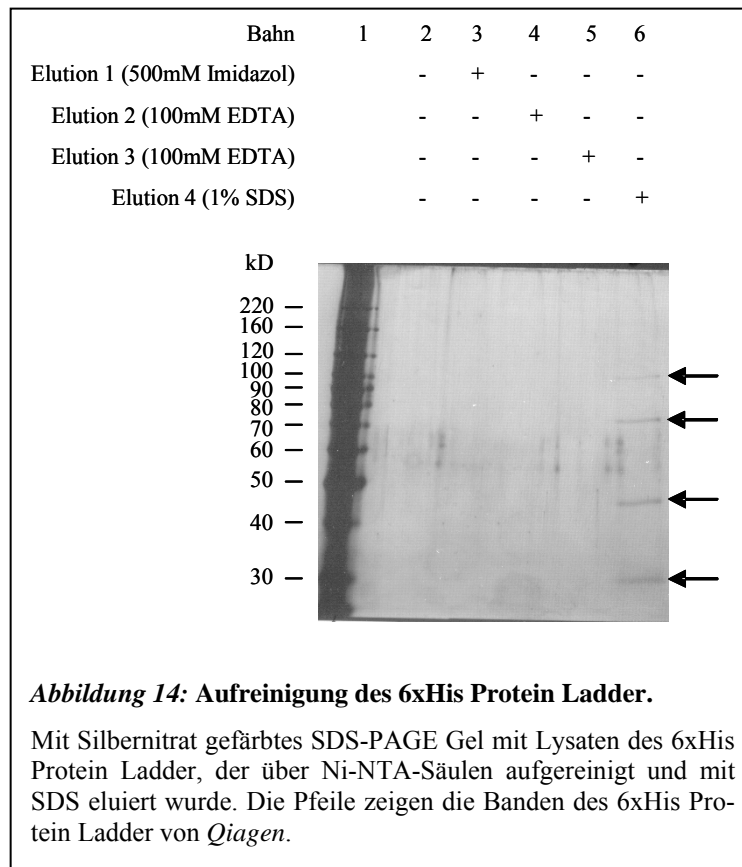 Bahn 1 2 3 4 5 6
Elution 1 (500mM Imidazol) - + - - -
Elution 2 (100mM EDTA) - - + - -
Elution 3 (100mM EDTA) - - - + -
Elution 4 (1% SDS) - - - - +
kD
220
160
120
100
90
80
70
60
50
40
30
Abbildung 14: Aufreinigung des 6xHis Protein Ladder.
Mit Silbernitrat gefärbtes SDS-PAGE Gel mit Lysaten des 6xHis
Protein Ladder, der über Ni-NTA-Säulen aufgereinigt und mit
SDS eluiert wurde. Die Pfeile zeigen die Banden des 6xHis Pro-
tein Ladder von Qiagen.